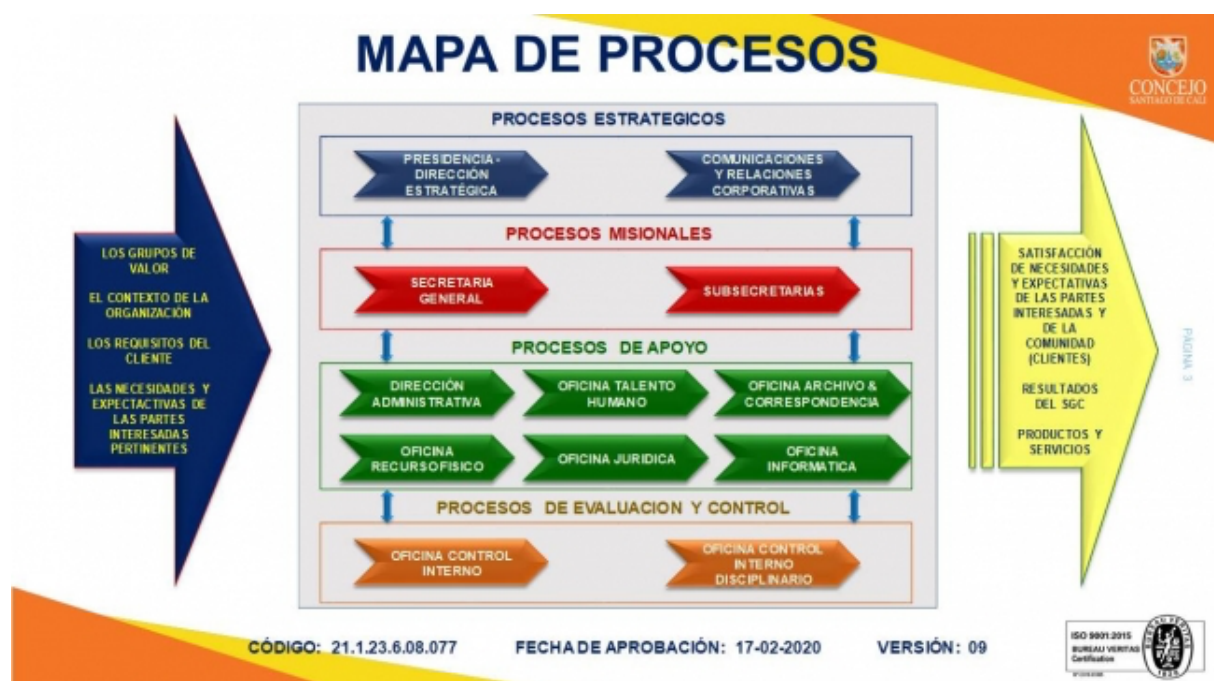 MAPA DE PROCESOS
CONCEJO
SANTIAGO DE CALI
PROCESOS ESTRATEGICOS
PRESIDENCIA -
DIRECCIÓN
ESTRATÉGICA
COMUNICACIONES
Y RELACIONES
CORPORATIVAS
PROCESOS MISIONALES
SECRETARIA
GENERAL
SUBSECRETARIAS
PROCESOS DE APOYO
DIRECCIÓN
ADMINISTRATIVA
OFICINA TALENTO
HUMANO
OFICINA ARCHIVO &
CORRESPONDENCIA
OFICINA
RECURSO FISICO
OFICINA JURIDICA
OFICINA
INFORMATICA
PROCESOS DE EVALUACION Y CONTROL
OFICINA CONTROL
INTERNO
OFICINA CONTROL
INTERNO
DISCIPLINARIO
LOS GRUPOS DE
VALOR
EL CONTEXTO DE LA
ORGANIZACIÓN
LOS REQUISITOS DEL
CLIENTE
LAS NECESIDADES Y
EXPECTACTIVAS DE
LAS PARTES
INTERESADAS
PERTINENTES
SATISFACCIÓN
DE NECESIDADES
Y EXPECTATIVAS
DE LAS PARTES
INTERESADAS Y
DE LA
COMUNIDAD
(CLIENTES)
RESULTADOS
DEL SGC
PRODUCTOS Y
SERVICIOS
PÁGINA 3
CÓDIGO: 21.1.23.6.08.077
FECHA DE APROBACIÓN: 17-02-2020
VERSIÓN: 09
ISO 9001:2015
BUREAU VERITAS
Certification
BUREAU VERITAS
1828